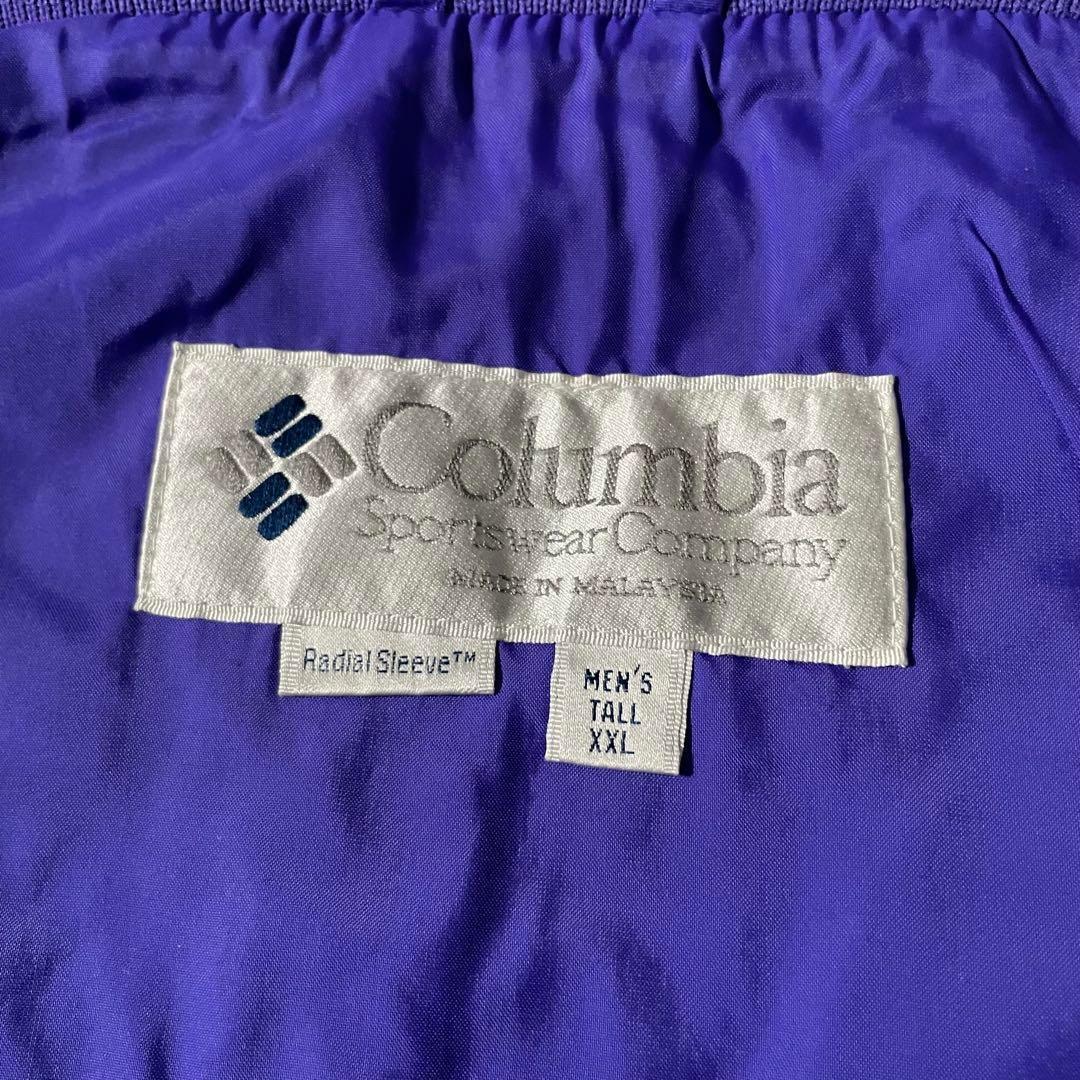 Columbia
Sportswear Company
MADE IN MALAYSIA
Radial Sleeve™
MEN'S
TALL
XXL